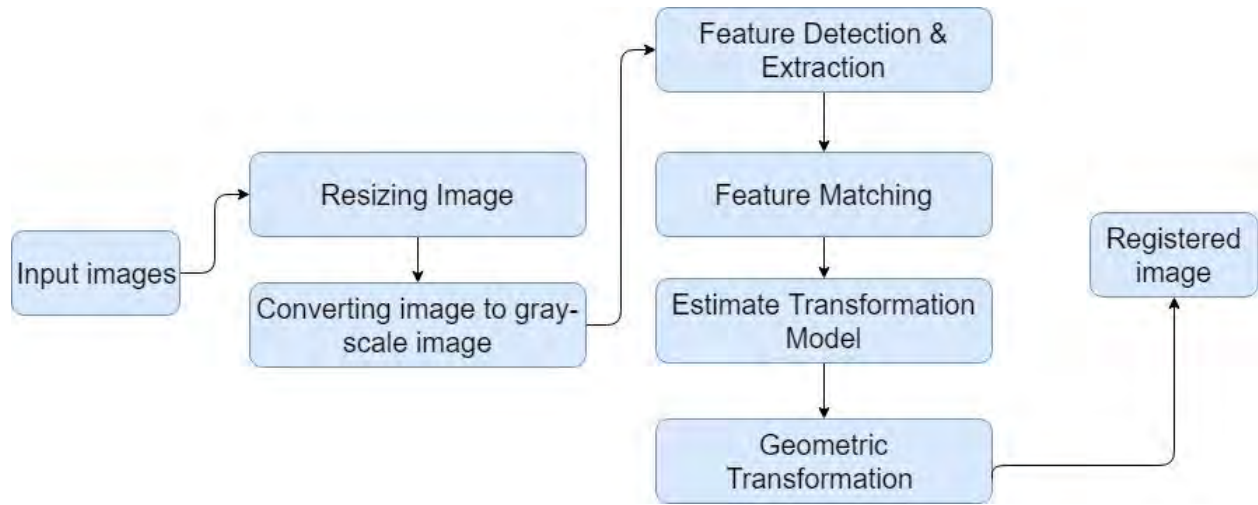 Input images
Resizing Image
Converting image to gray-
scale image
Feature Detection &
Extraction
Feature Matching
Estimate Transformation
Model
Geometric
Transformation
Registered
image